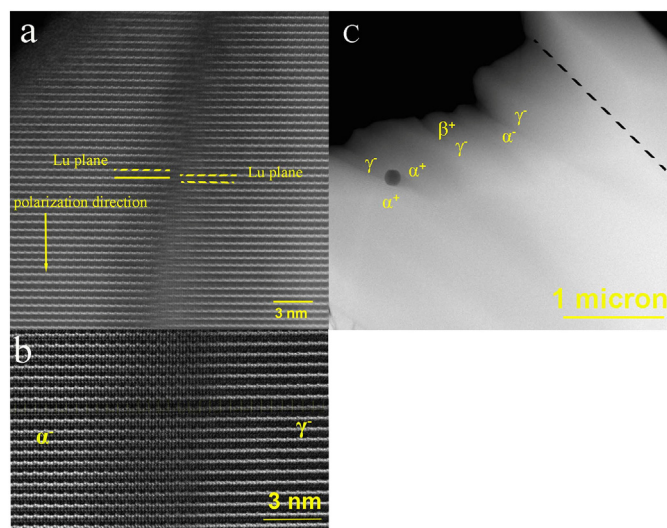 a
Lu plane
Lu plane
polarization direction
3 nm
b
α⁻
γ⁻
3 nm
C
γ⁻
β⁺
α⁻
γ⁻
γ⁻
α⁺
α⁺
1 micron